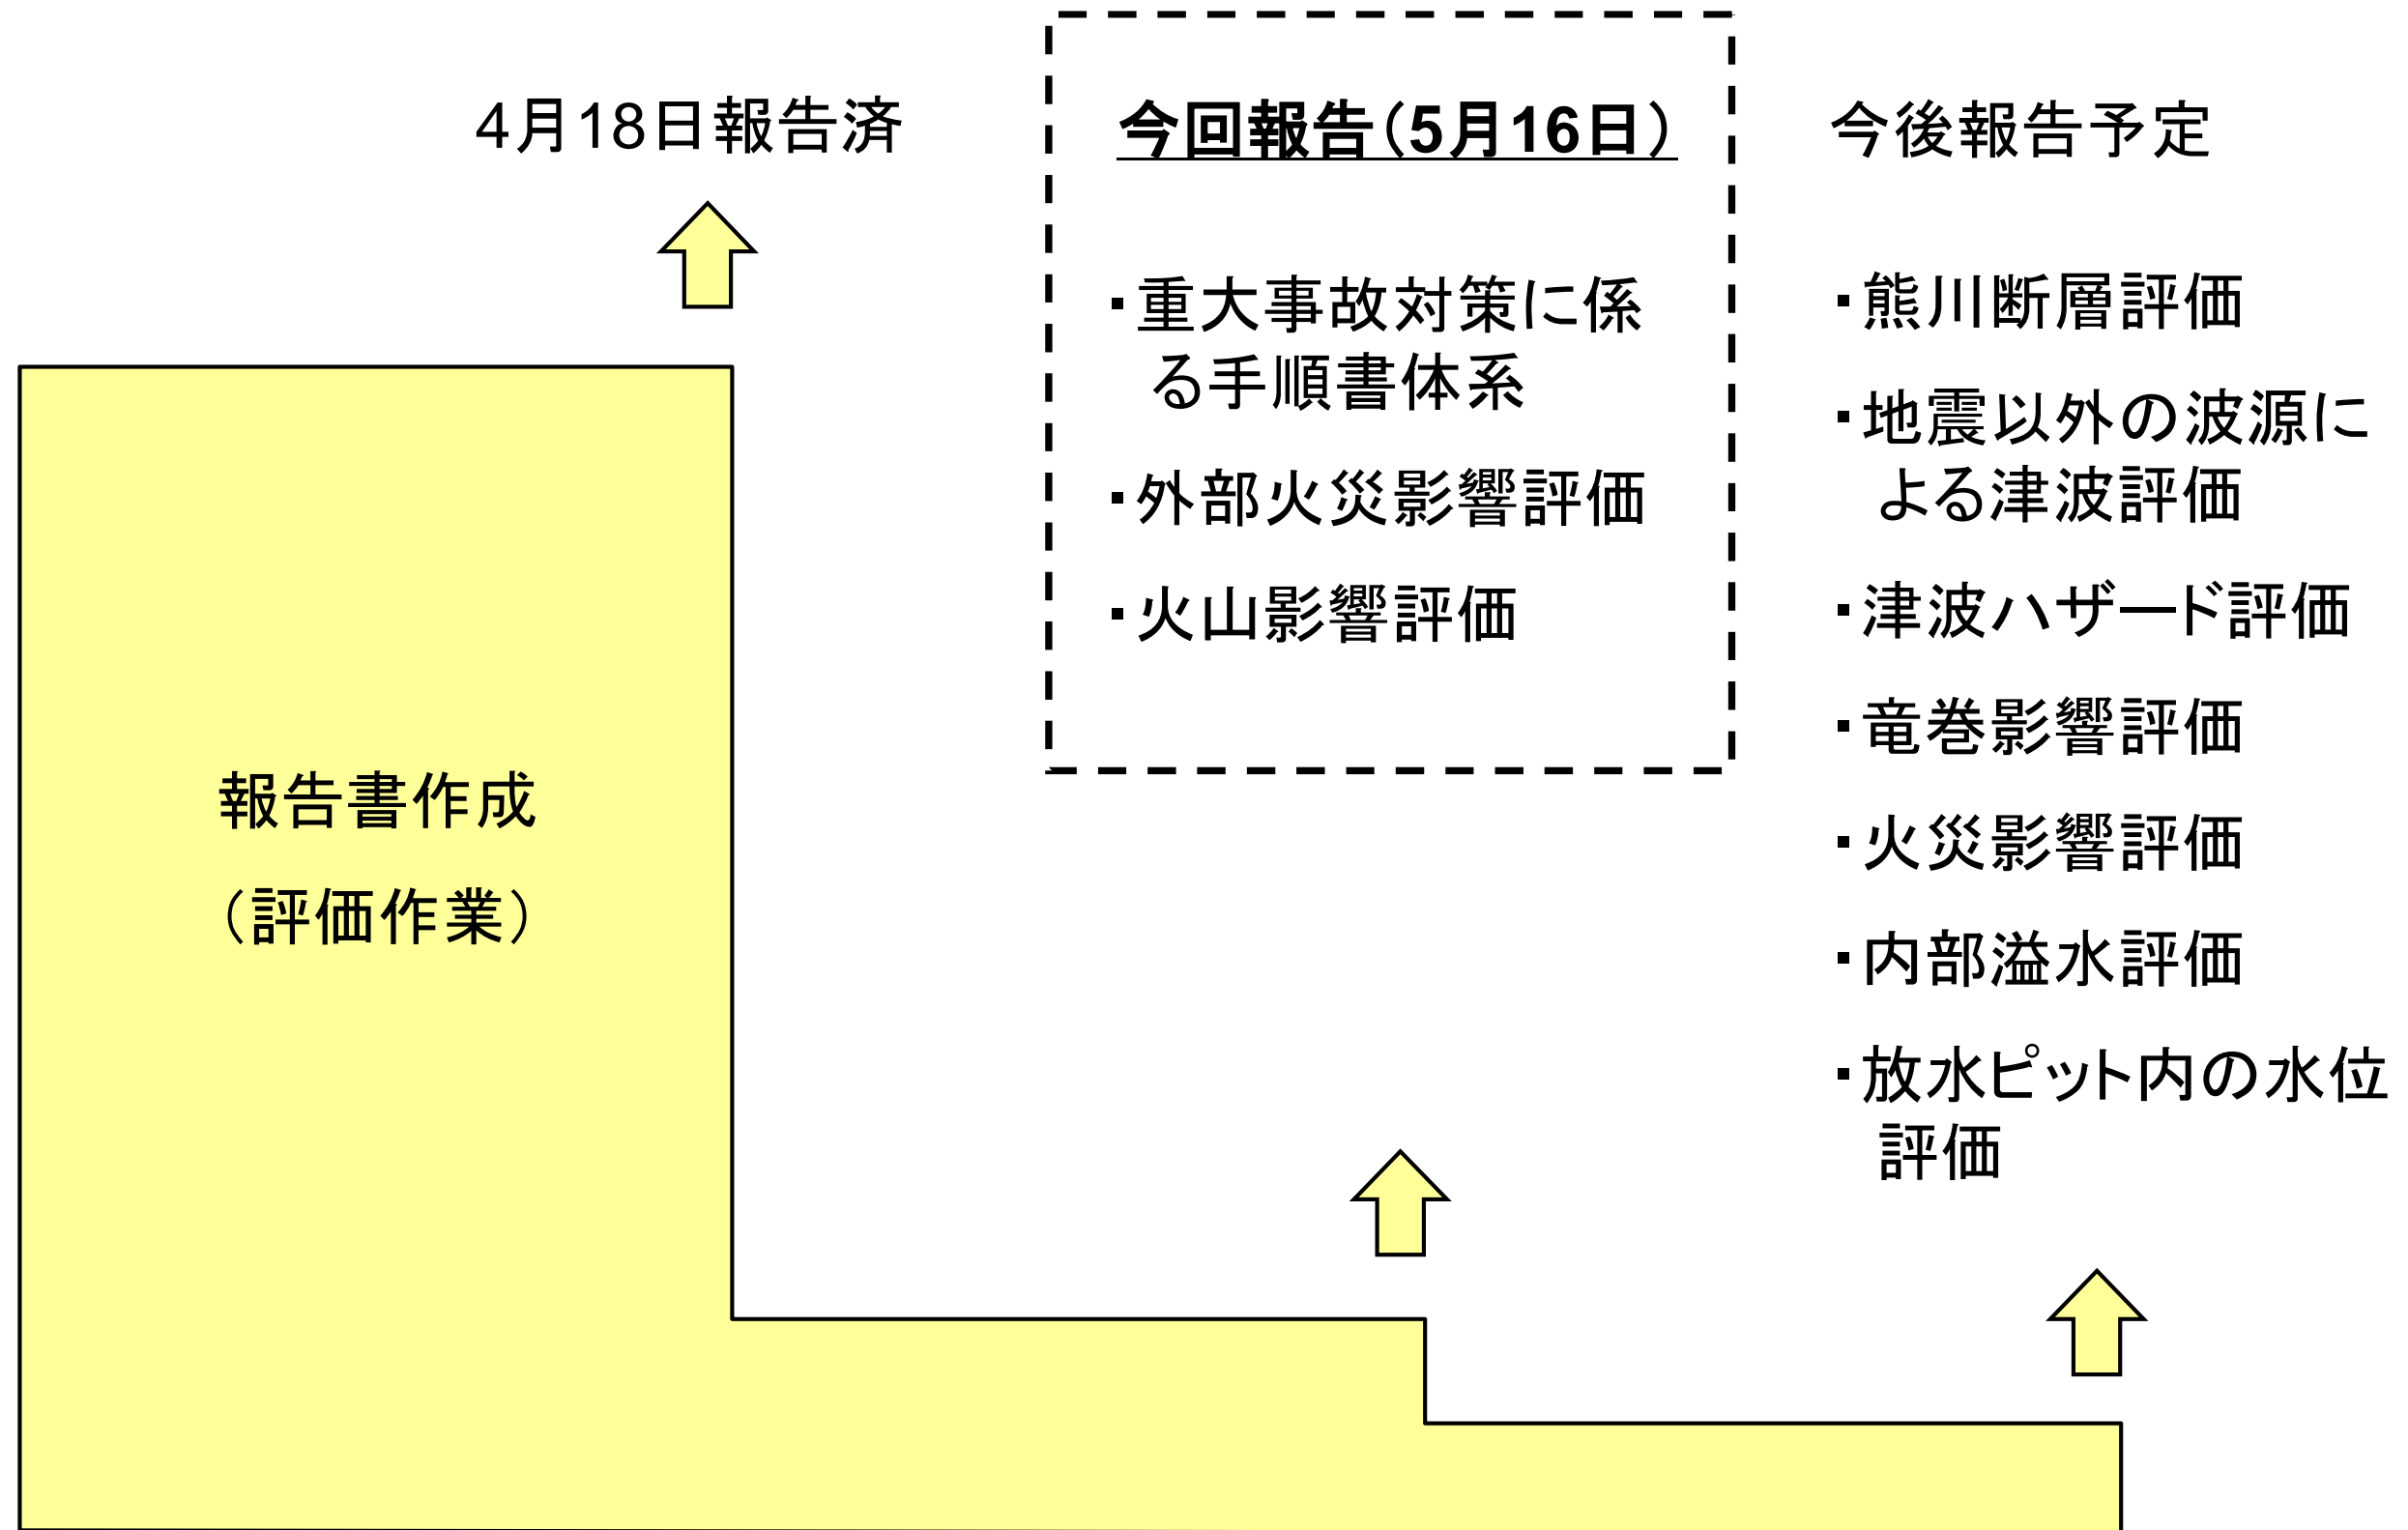 4月18日報告済
今回報告(5月16日)
今後報告予定
・重大事故対策に係
る手順書体系
・外部火災影響評価
・火山影響評価
・熊川断層評価
・地震以外の波源に
よる津波評価
・津波ハザード評価
・竜巻影響評価
・火災影響評価
・内部溢水評価
・放水ピット内の水位
評価
報告書作成
(評価作業)